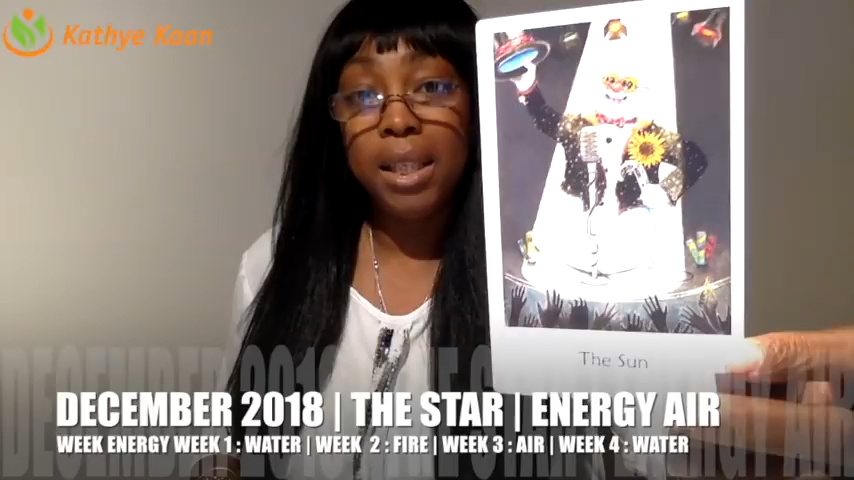 Kathye Kaan
The Sun
DECEMBER 2018 | THE STAR | ENERGY AIR
WEEK ENERGY WEEK 1 : WATER | WEEK 2 : FIRE | WEEK 3 : AIR | WEEK 4 : WATER